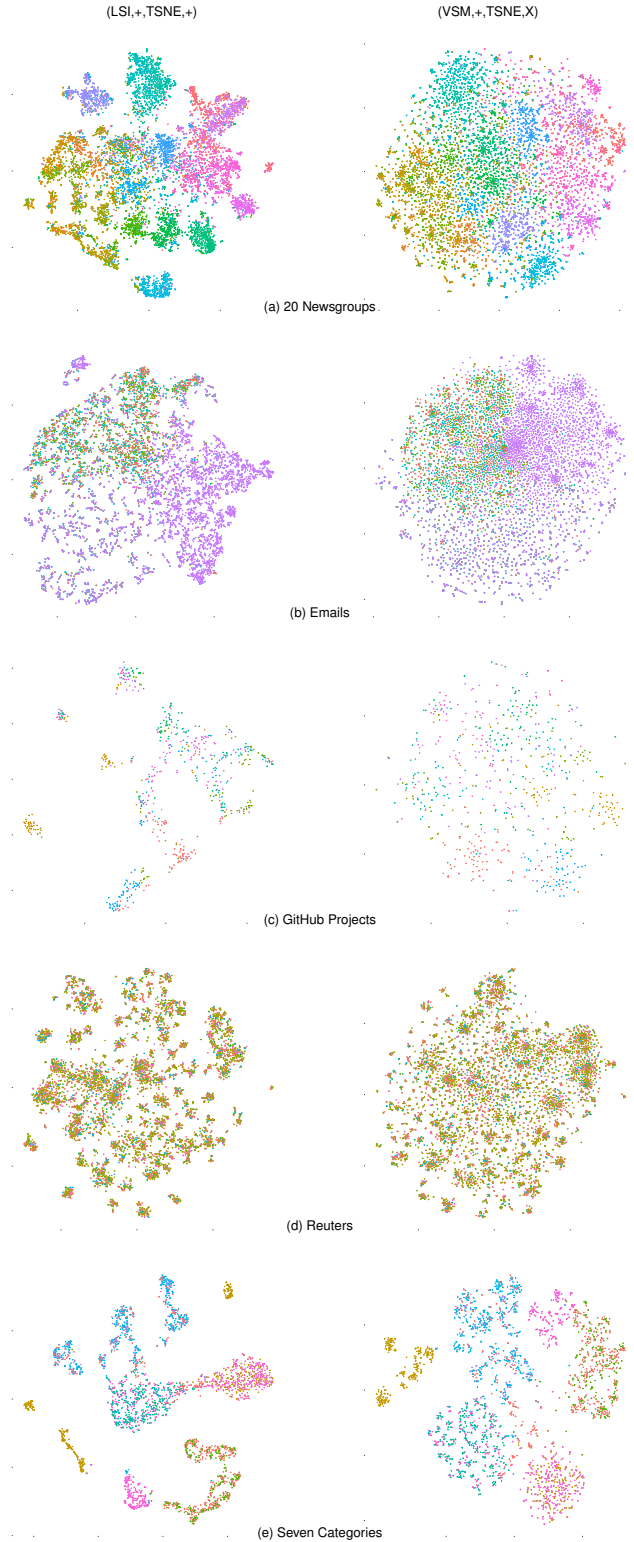 (LSI,+,TSNE,+)
(VSM,+,TSNE,X)
(a) 20 Newsgroups
(b) Emails
(c) GitHub Projects
(d) Reuters
(e) Seven Categories